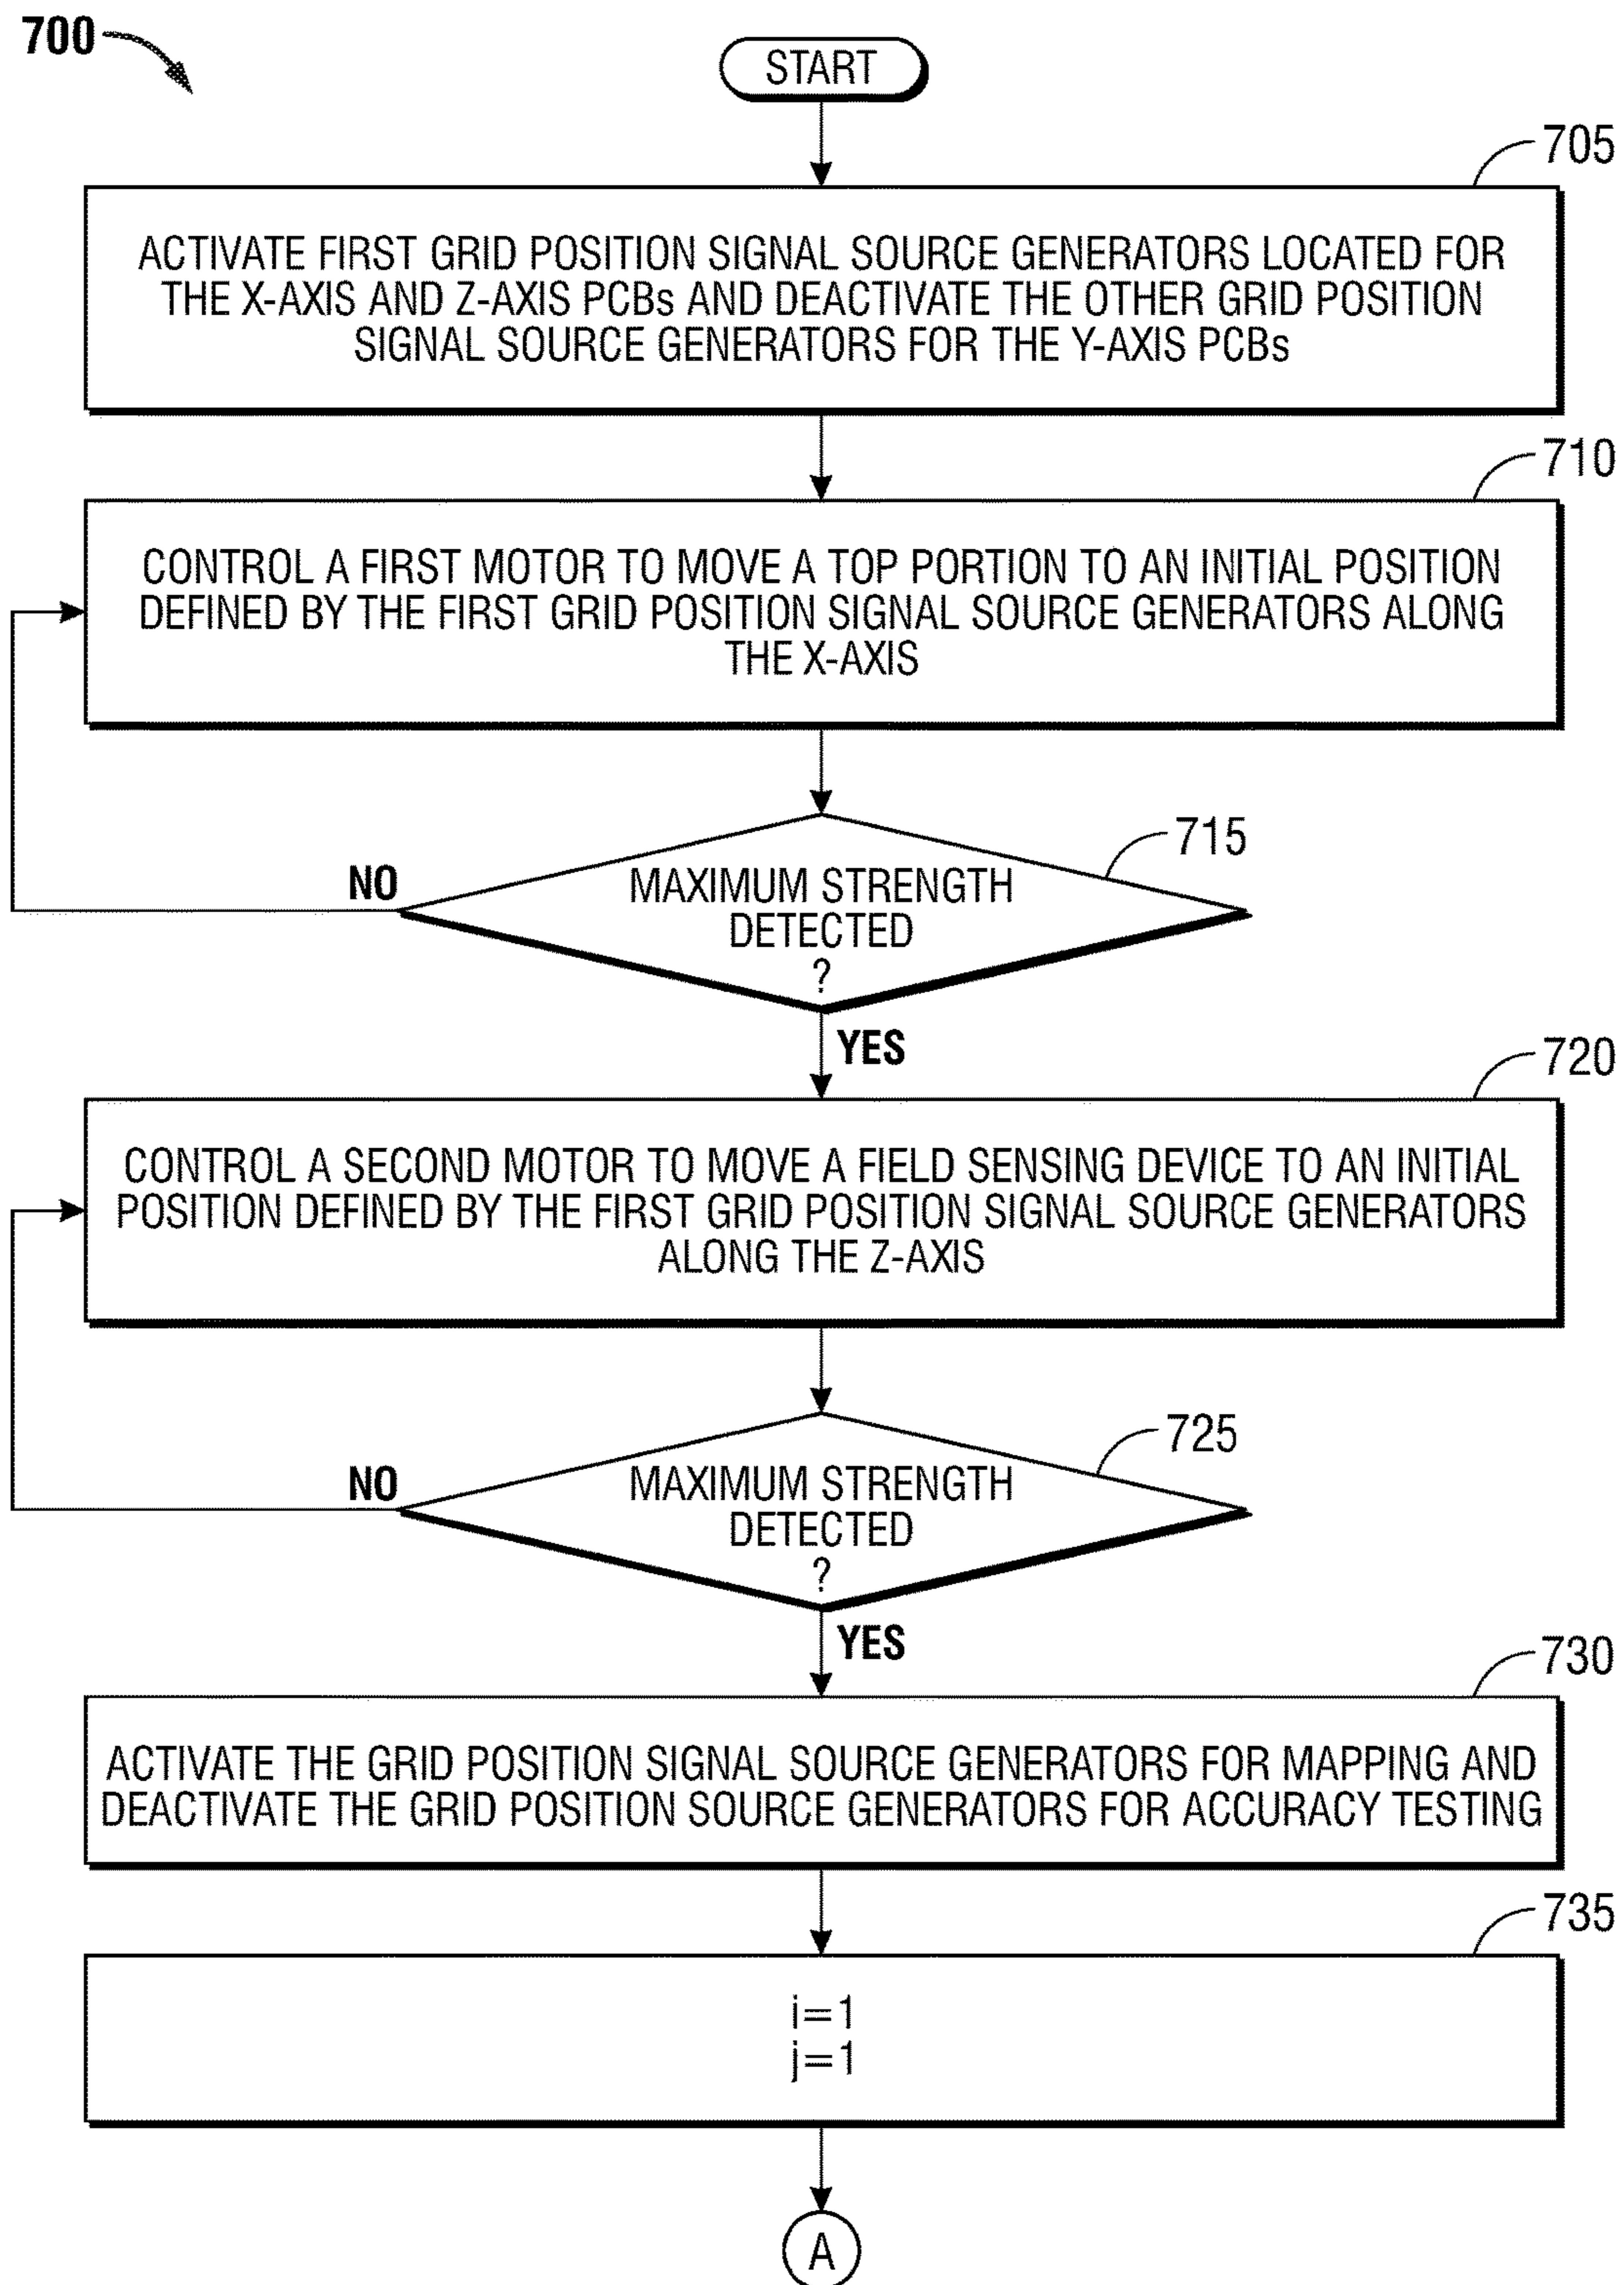 700
START
705
ACTIVATE FIRST GRID POSITION SIGNAL SOURCE GENERATORS LOCATED FOR
THE X-AXIS AND Z-AXIS PCBs AND DEACTIVATE THE OTHER GRID POSITION
SIGNAL SOURCE GENERATORS FOR THE Y-AXIS PCBs
710
CONTROL A FIRST MOTOR TO MOVE A TOP PORTION TO AN INITIAL POSITION
DEFINED BY THE FIRST GRID POSITION SIGNAL SOURCE GENERATORS ALONG
THE X-AXIS
715
NO
MAXIMUM STRENGTH
DETECTED
?
YES
720
CONTROL A SECOND MOTOR TO MOVE A FIELD SENSING DEVICE TO AN INITIAL
POSITION DEFINED BY THE FIRST GRID POSITION SIGNAL SOURCE GENERATORS
ALONG THE Z-AXIS
725
NO
MAXIMUM STRENGTH
DETECTED
?
YES
730
ACTIVATE THE GRID POSITION SIGNAL SOURCE GENERATORS FOR MAPPING AND
DEACTIVATE THE GRID POSITION SOURCE GENERATORS FOR ACCURACY TESTING
735
i=1
j=1
A